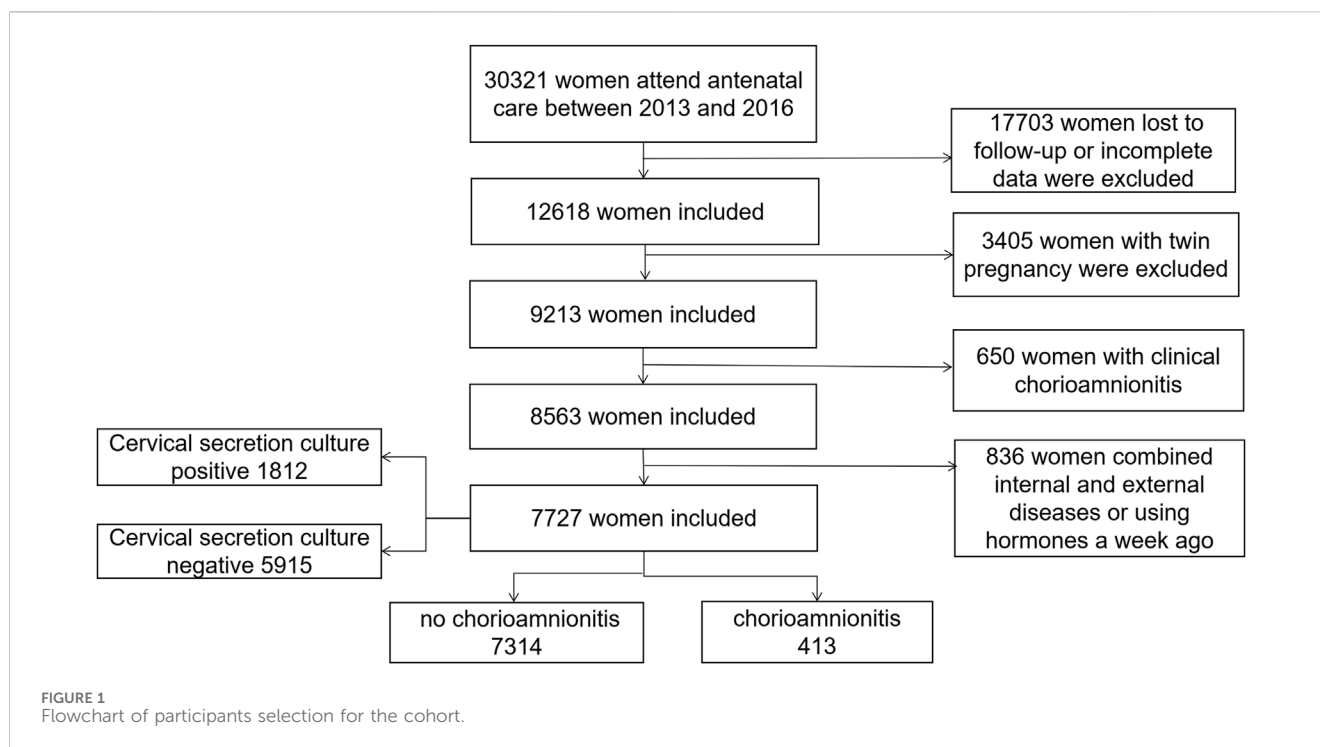 30321 women attend antenatal
care between 2013 and 2016
17703 women lost to
follow-up or incomplete
data were excluded
12618 women included
3405 women with twin
pregnancy were excluded
9213 women included
650 women with clinical
chorioamnionitis
8563 women included
Cervical secretion culture
positive 1812
836 women combined
internal and external
diseases or using
hormones a week ago
7727 women included
Cervical secretion culture
negative 5915
no chorioamnionitis
7314
chorioamnionitis
413
FIGURE 1
Flowchart of participants selection for the cohort.